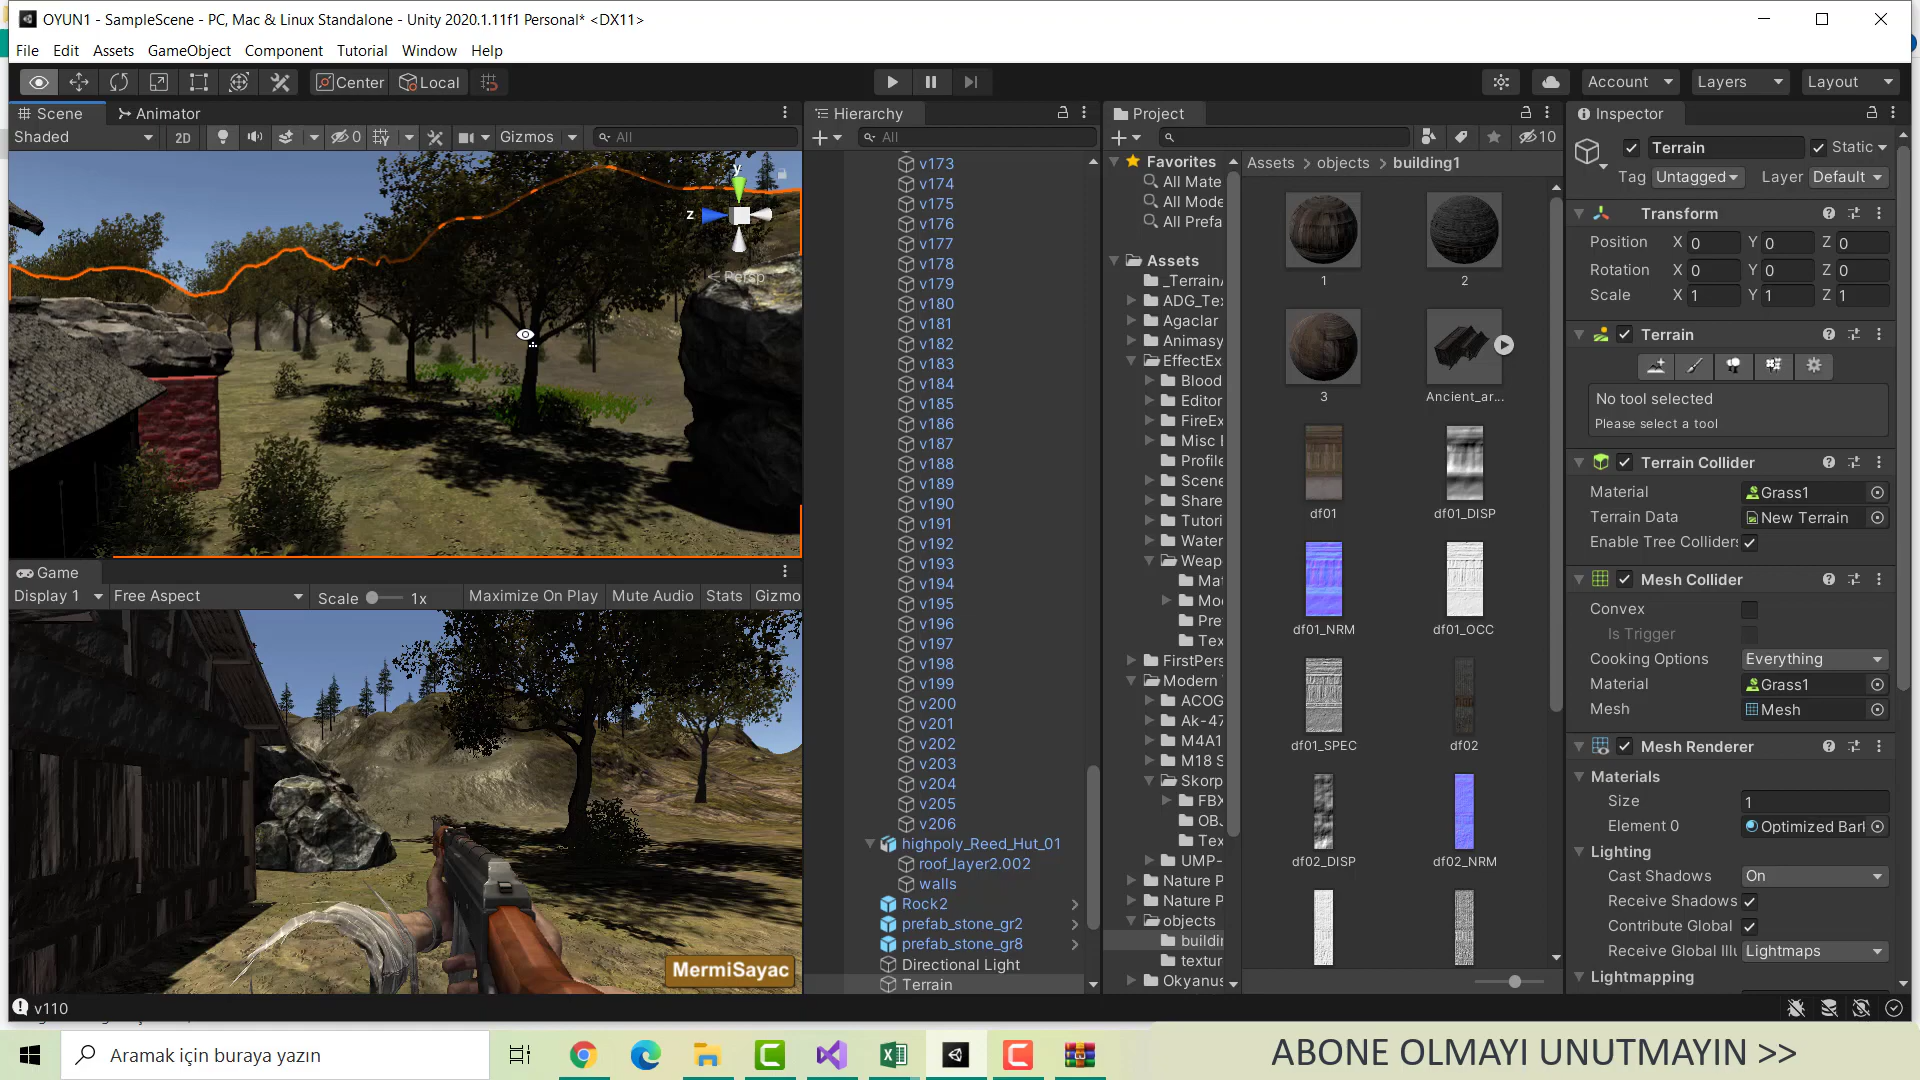 OYUN1 - SampleScene - PC, Mac & Linux Standalone - Unity 2020.1.11f1 Personal* <DX11>
File Edit Assets GameObject Component Tutorial Window Help
Center Local Account Layers Layout
Scene Animator
Shaded 2D 0 Gizmos All
y
z
Persp
Game
Display 1 Free Aspect Scale 1x Maximize On Play Mute Audio Stats Gizmo
MermiSayac
Hierarchy
All
v173
v174
v175
v176
v177
v178
v179
v180
v181
v182
v183
v184
v185
v186
v187
v188
v189
v190
v191
v192
v193
v194
v195
v196
v197
v198
v199
v200
v201
v202
v203
v204
v205
v206
highpoly_Reed_Hut_01
roof_layer2.002
walls
Rock2
prefab_stone_gr2
prefab_stone_gr8
Directional Light
Terrain
Project
10
Favorites
All Mate
All Mode
All Prefa
Assets
_TerrainA
ADG_Tex
Agaclar
Animasy
EffectEx
Blood
Editor
FireEx
Misc
Profile
Scene
Share
Tutori
Water
Weap
Mat
Mod
Pre
Tex
FirstPers
Modern
ACOG
Ak-47
M4A1
M18 S
Skorp
FBX
OBJ
Tex
UMP-
Nature P
Nature P
objects
buildin
textur
Okyanus
Assets objects building1
1
2
3
Ancient_ar...
df01
df01_DISP
df01_NRM
df01_OCC
df01_SPEC
df02
df02_DISP
df02_NRM
Inspector
Terrain Static
Tag Untagged Layer Default
Transform
Position X 0 Y 0 Z 0
Rotation X 0 Y 0 Z 0
Scale X 1 Y 1 Z 1
Terrain
No tool selected
Please select a tool
Terrain Collider
Material Grass1
Terrain Data New Terrain
Enable Tree Colliders
Mesh Collider
Convex
Is Trigger
Cooking Options Everything
Material Grass1
Mesh Mesh
Mesh Renderer
Materials
Size 1
Element 0 Optimized Bark
Lighting
Cast Shadows On
Receive Shadows
Contribute Global
Receive Global Illu Lightmaps
Lightmapping
v110
Aramak için buraya yazın
ABONE OLMAYI UNUTMAYIN >>